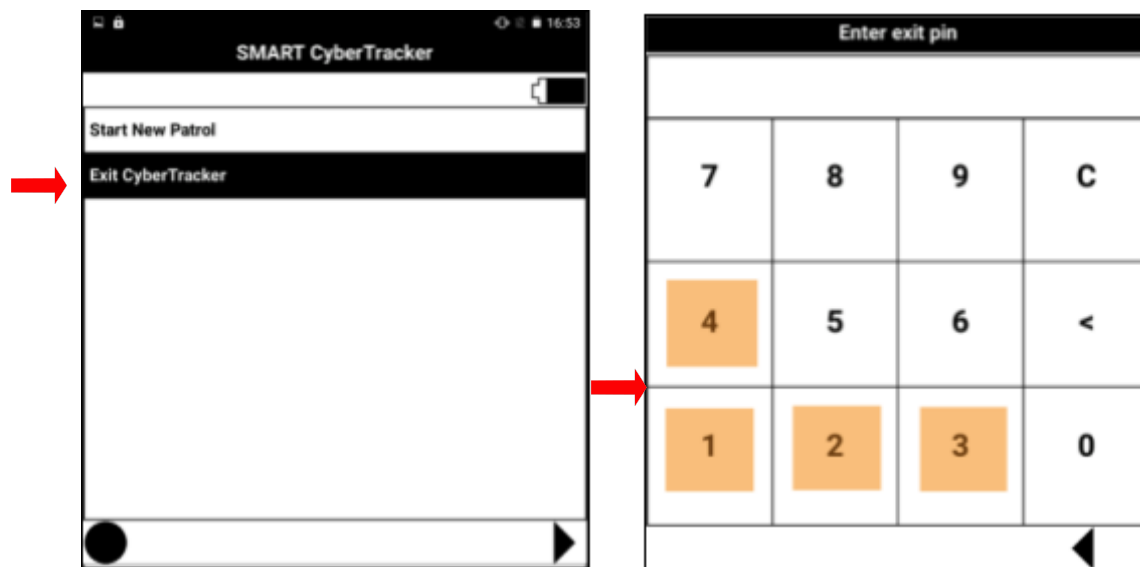 16:53
SMART CyberTracker
Start New Patrol
Exit CyberTracker
Enter exit pin
7 8 9 C
4 5 6 <
1 2 3 0